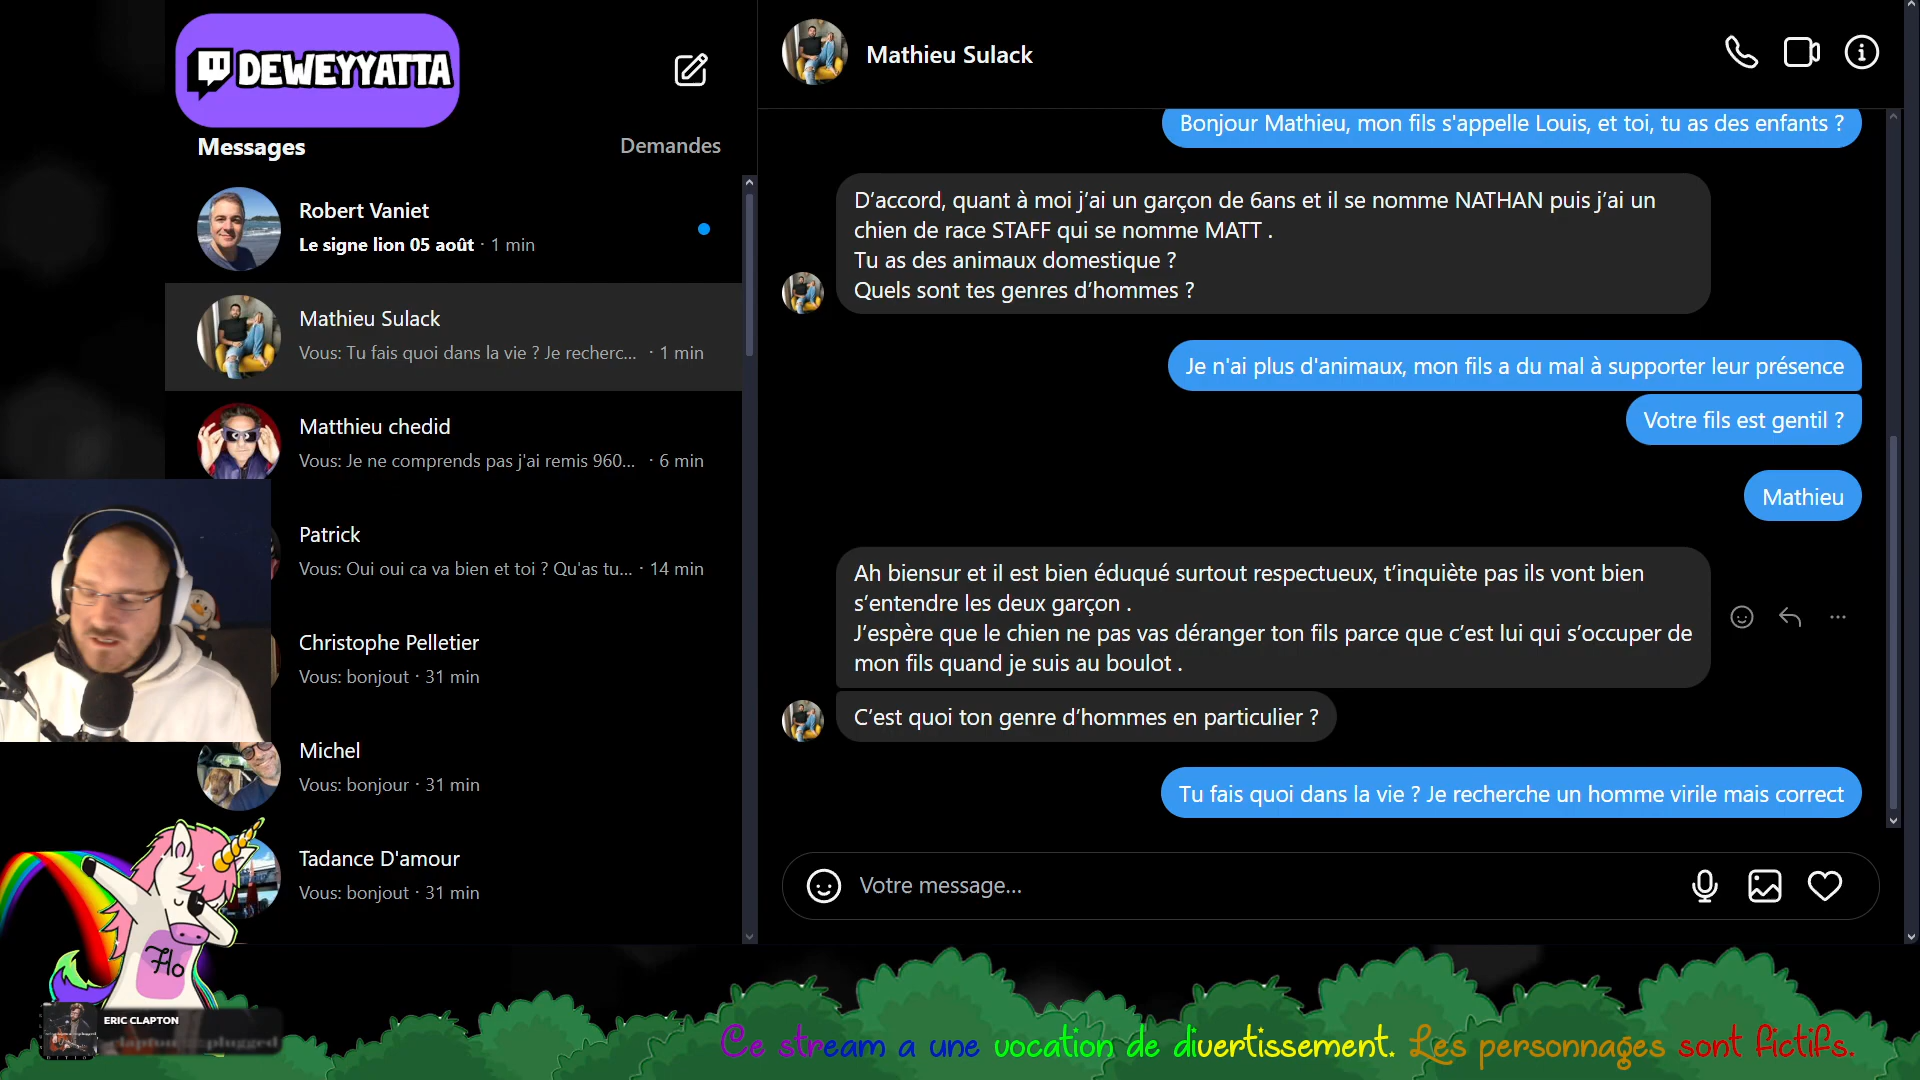 DEWEYYATTA
Messages
Demandes
Robert Vaniet
Le signe lion 05 août · 1 min
Mathieu Sulack
Vous: Tu fais quoi dans la vie ? Je recherc... · 1 min
Matthieu chedid
Vous: Je ne comprends pas j'ai remis 960... · 6 min
Patrick
Vous: Oui oui ca va bien et toi ? Qu'as tu... · 14 min
Christophe Pelletier
Vous: bonjout · 31 min
Michel
Vous: bonjour · 31 min
Tadance D'amour
Vous: bonjout · 31 min
Mathieu Sulack
Bonjour Mathieu, mon fils s'appelle Louis, et toi, tu as des enfants ?
D’accord, quant à moi j’ai un garçon de 6ans et il se nomme NATHAN puis j’ai un
chien de race STAFF qui se nomme MATT .
Tu as des animaux domestique ?
Quels sont tes genres d’hommes ?
Je n'ai plus d'animaux, mon fils a du mal à supporter leur présence
Votre fils est gentil ?
Mathieu
Ah biensur et il est bien éduqué surtout respectueux, t’inquiète pas ils vont bien
s’entendre les deux garçon .
J’espère que le chien ne pas vas déranger ton fils parce que c’est lui qui s’occuper de
mon fils quand je suis au boulot .
C’est quoi ton genre d’hommes en particulier ?
Tu fais quoi dans la vie ? Je recherche un homme virile mais correct
Votre message...
Flo
ERIC CLAPTON
Ce stream a une vocation de divertissement. Les personnages sont fictifs.